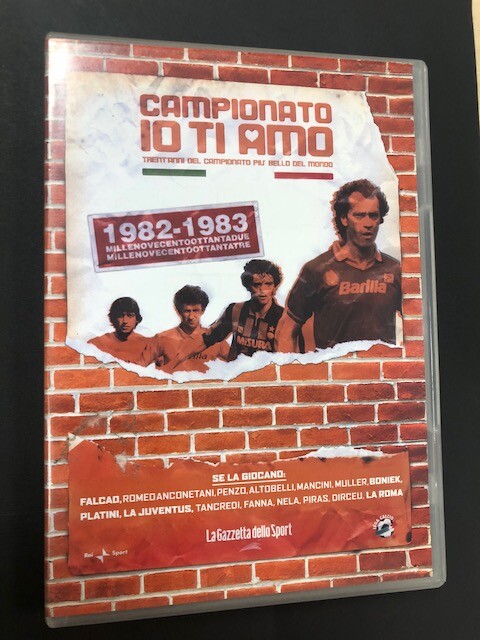 CAMPIONATO
IO TI AMO
TRENT'ANNI DEL CAMPIONATO PIU' BELLO DEL MONDO
1982-1983
MILLENOVECENTOOTTANTADUE
MILLENOVECENTOOTTANTATRE
Barilla
MISURA
SE LA GIOCANO:
FALCAO, ROMEO ANCONETANI, PENZO, ALTOBELLI, MANCINI, MULLER, BONIEK,
PLATINI, LA JUVENTUS, TANCREDI, FANNA, NELA, PIRAS, DIRCEU, LA ROMA
La Gazzetta dello Sport
Rai Sport